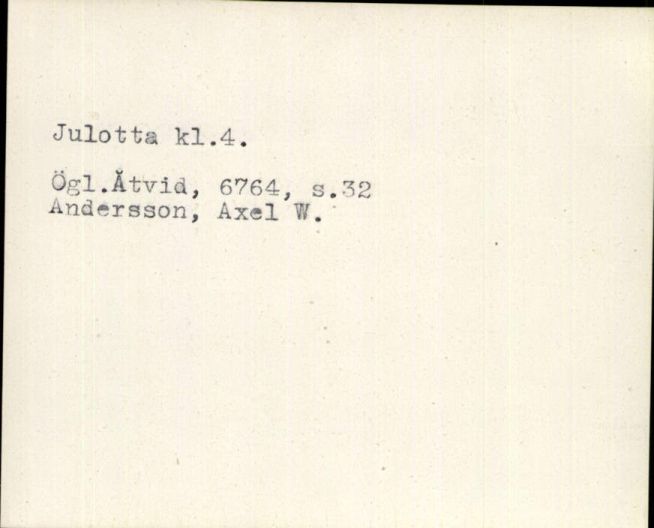 Julotta kl.4.
Ögl.Åtvid, 6764, s.32
Andersson, Axel W.